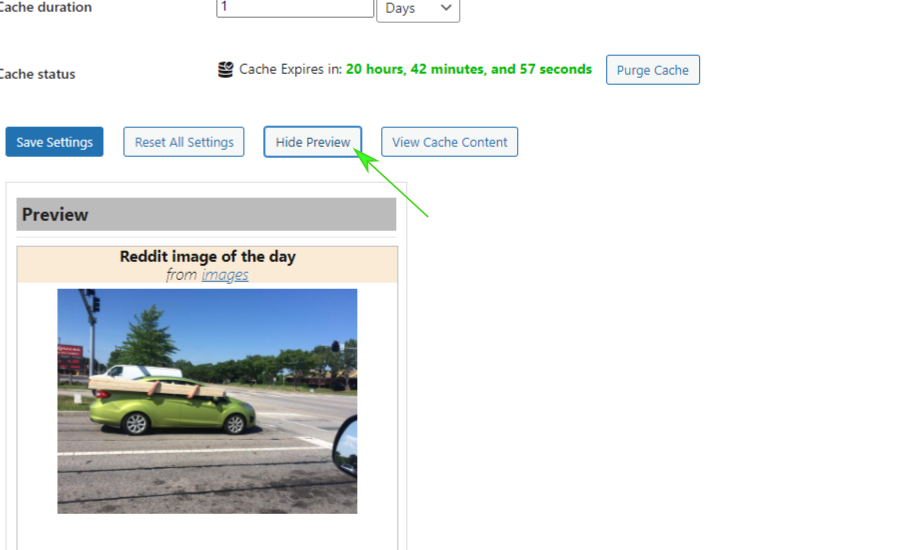 Cache duration
1
Days
Cache status
Cache Expires in: 20 hours, 42 minutes, and 57 seconds
Purge Cache
Save Settings
Reset All Settings
Hide Preview
View Cache Content
Preview
Reddit image of the day
from images